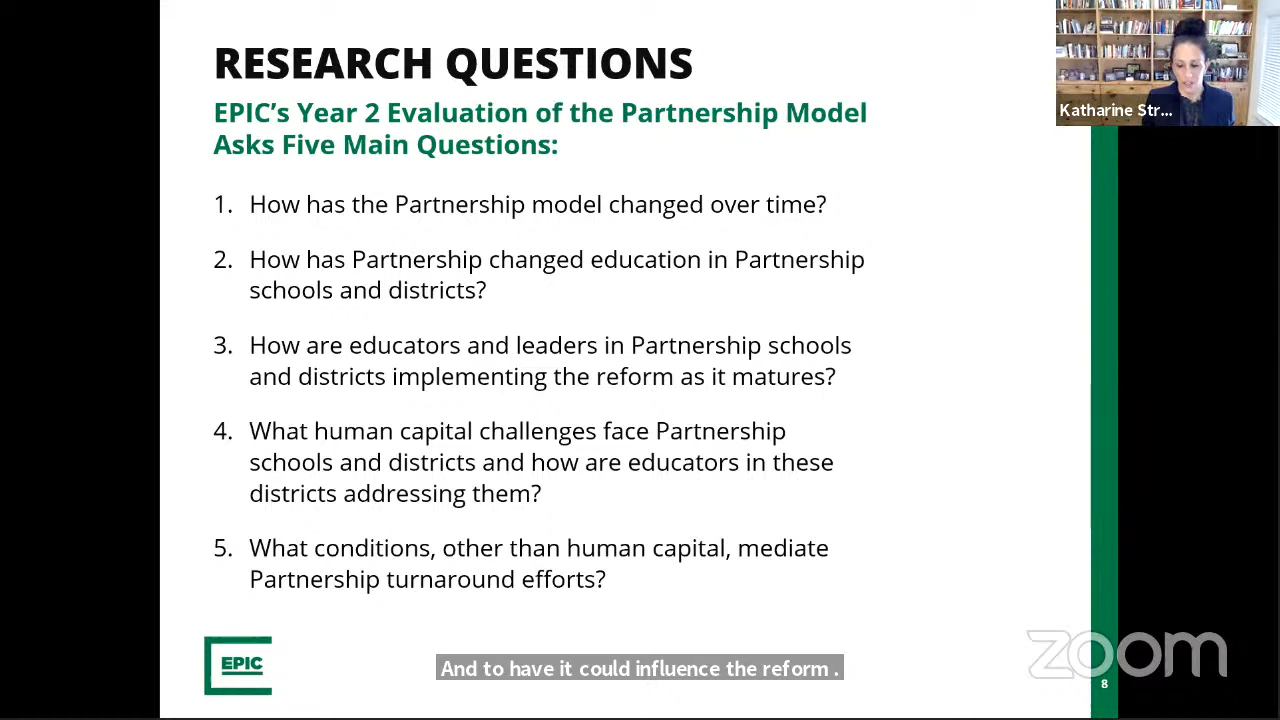 RESEARCH QUESTIONS
EPIC's Year 2 Evaluation of the Partnership Model
Asks Five Main Questions:
1. How has the Partnership model changed over time?
2. How has Partnership changed education in Partnership
schools and districts?
3. How are educators and leaders in Partnership schools
and districts implementing the reform as it matures?
4. What human capital challenges face Partnership
schools and districts and how are educators in these
districts addressing them?
5. What conditions, other than human capital, mediate
Partnership turnaround efforts?
EPIC
And to have it could influence the reform .
zoom
8
Katharine Str...